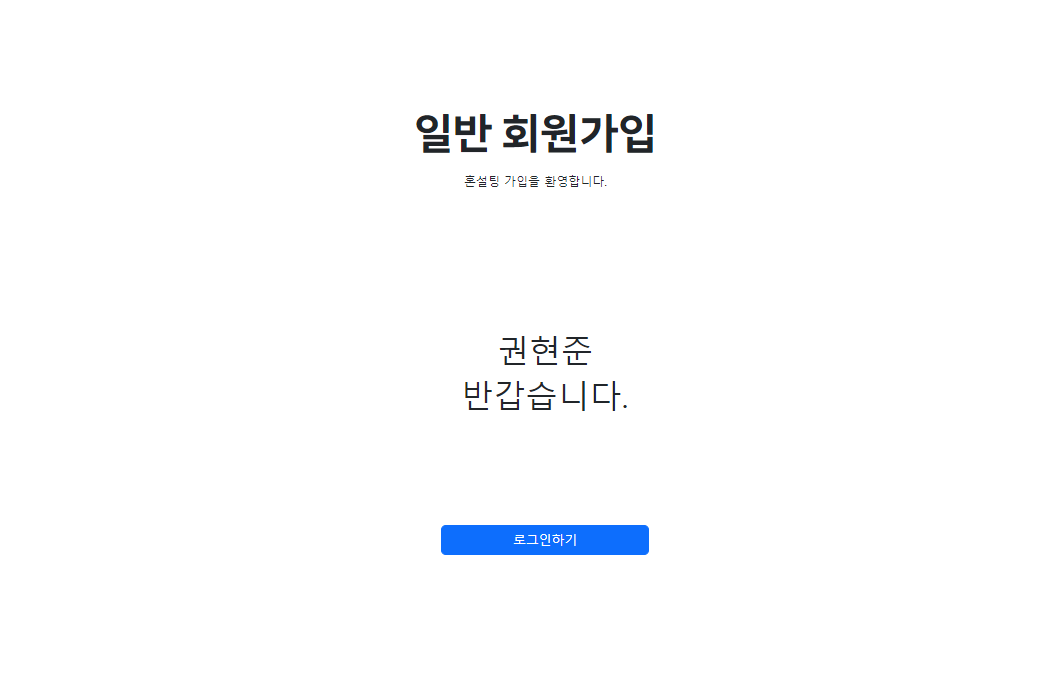 일반 회원가입
혼설팅 가입을 환영합니다.
권현준
반갑습니다.
로그인하기